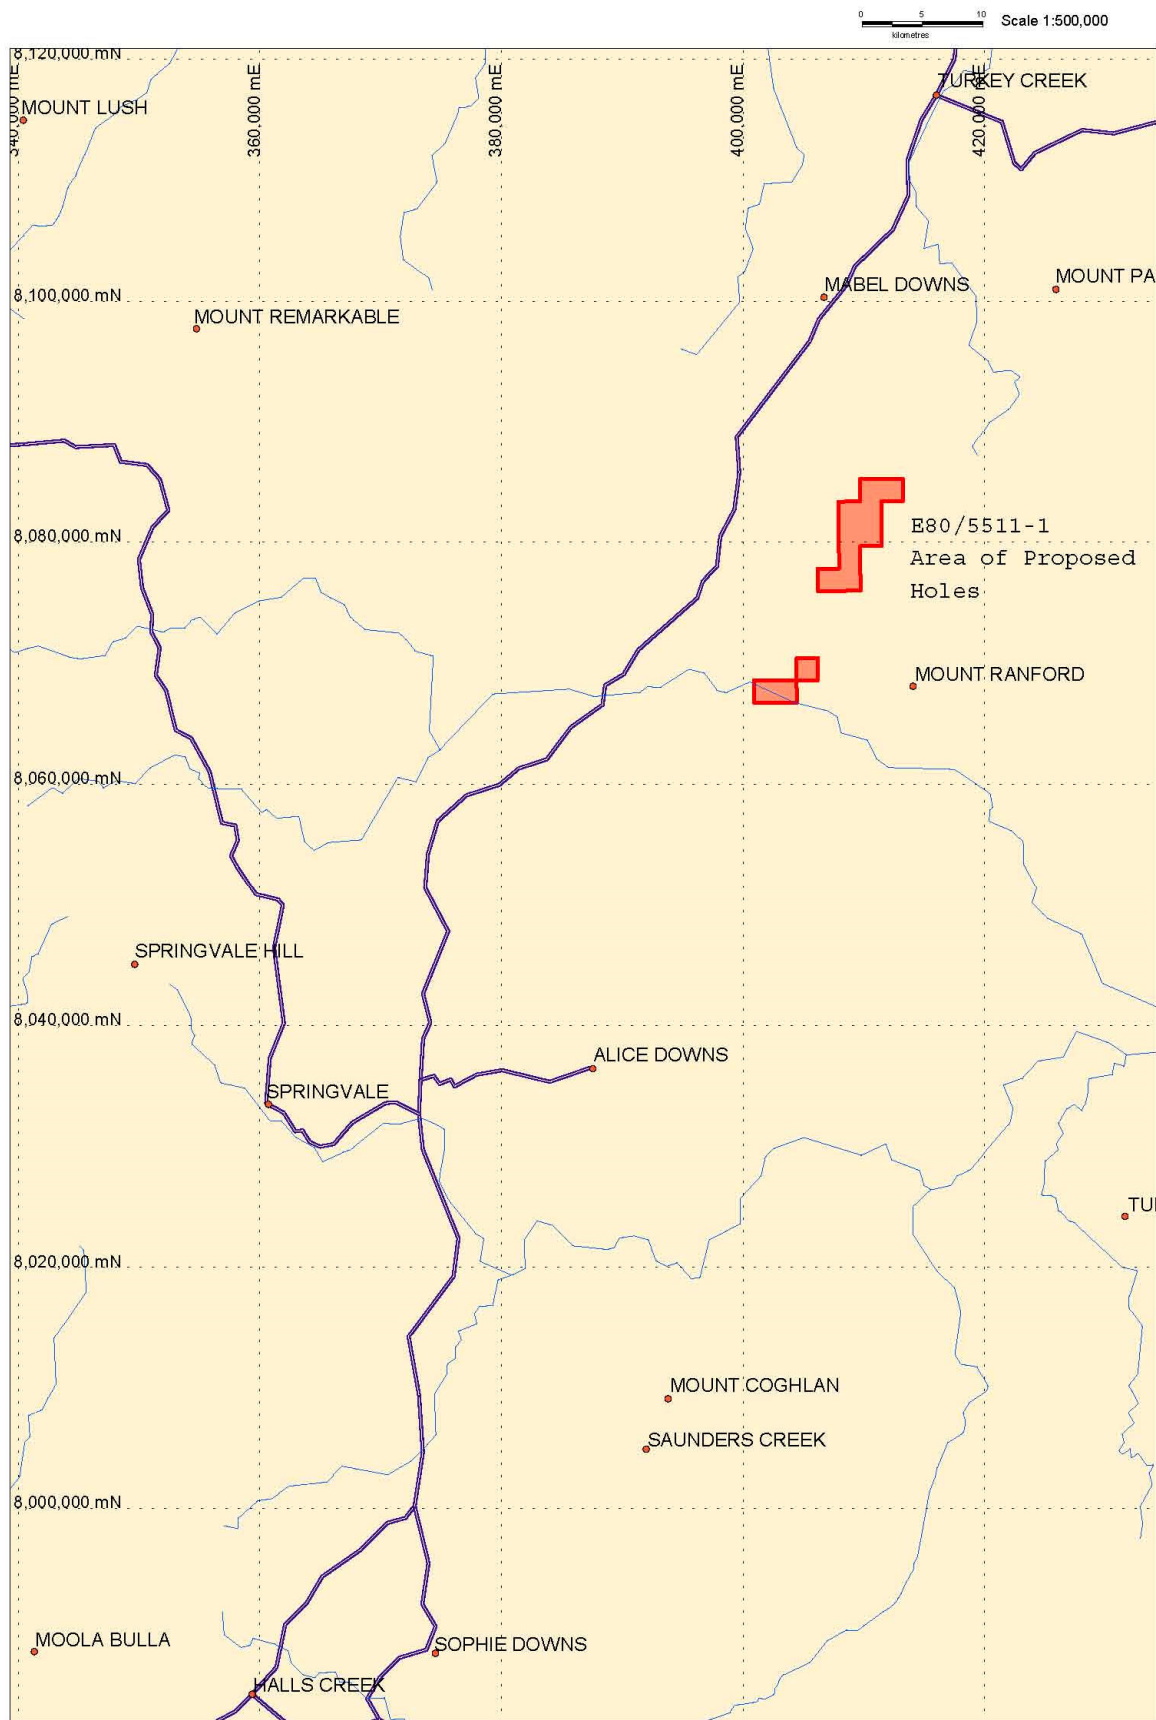 0 5 10
kilometres
Scale 1:500,000
8,120,000 mN
360,000 mE
380,000 mE
400,000 mE
420,000 mE
TURKEY CREEK
MOUNT LUSH
MOUNT PA
MABEL DOWNS
8,100,000 mN
MOUNT REMARKABLE
E80/5511-1
8,080,000 mN
Area of Proposed
Holes
MOUNT RANFORD
8,060,000 mN
SPRINGVALE HILL
8,040,000 mN
ALICE DOWNS
SPRINGVALE
8,020,000 mN
MOUNT COGHLAN
SAUNDERS CREEK
8,000,000 mN
MOOLA BULLA
SOPHIE DOWNS
HALLS CREEK